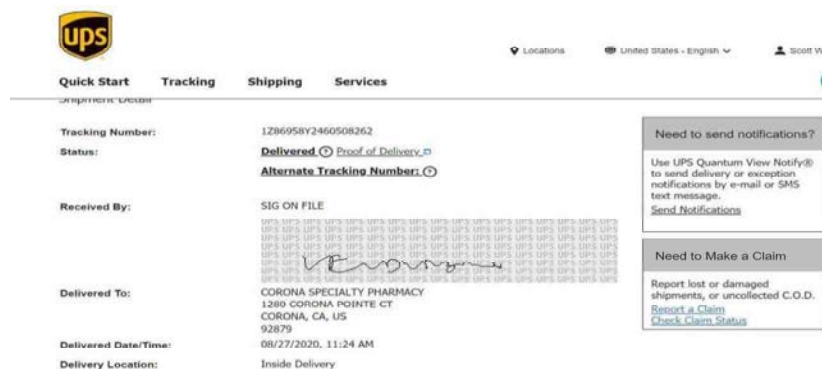 ups
Locations
United States - English
Scott W
Quick Start Tracking Shipping Services
Shipment Detail
Tracking Number: 1Z86958Y2460508262
Status: Delivered ? Proof of Delivery
Alternate Tracking Number: ?
Received By: SIG ON FILE
Delivered To: CORONA SPECIALTY PHARMACY
1280 CORONA POINTE CT
CORONA, CA, US
92879
Delivered Date/Time: 08/27/2020, 11:24 AM
Delivery Location: Inside Delivery
Need to send notifications?
Use UPS Quantum View Notify®
to send delivery or exception
notifications by e-mail or SMS
text message.
Send Notifications
Need to Make a Claim
Report lost or damaged
shipments, or uncollected C.O.D.
Report a Claim
Check Claim Status